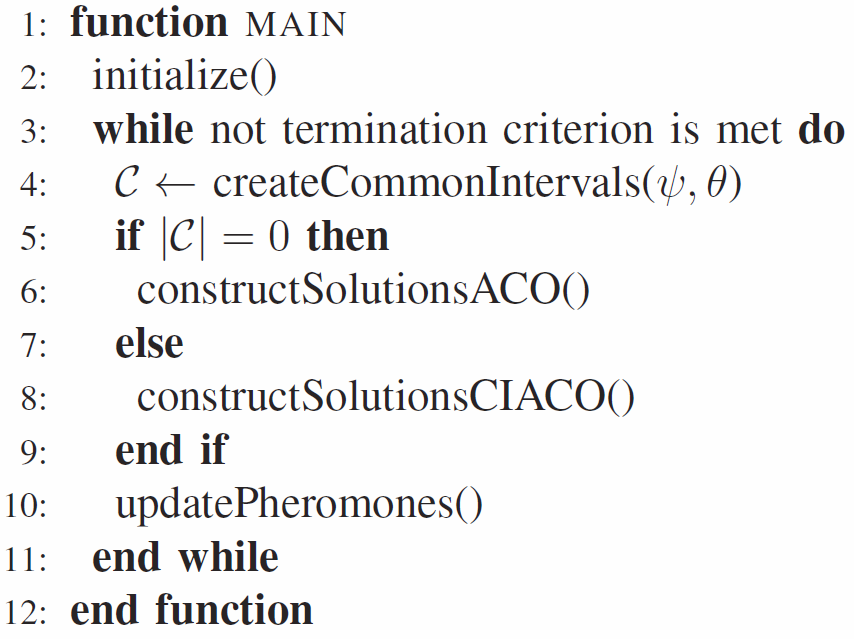 1: function MAIN
2: initialize()
3: while not termination criterion is met do
4: 𝒞 ← createCommonIntervals(ψ, θ)
5: if |𝒞| = 0 then
6: constructSolutionsACO()
7: else
8: constructSolutionsCIACO()
9: end if
10: updatePheromones()
11: end while
12: end function